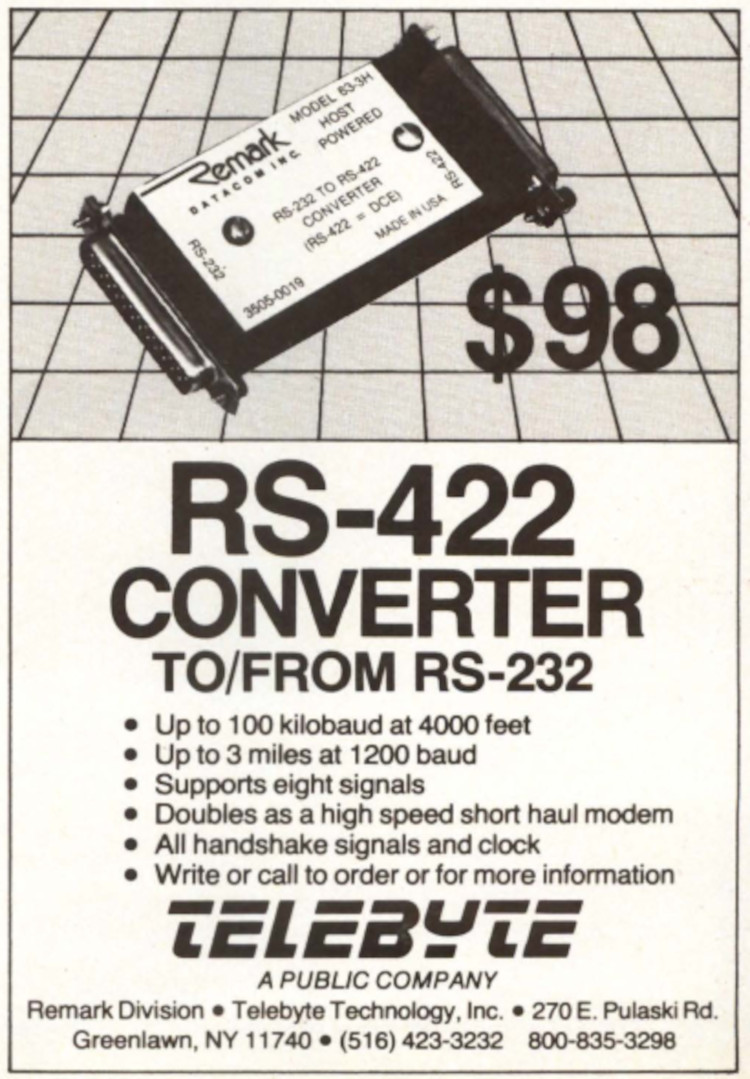 Remark
DATACOM INC.
MODEL 63-3H
HOST
POWERED
RS-232 TO RS-422
CONVERTER
(RS-422 = DCE)
MADE IN USA
RS-422
RS-232
3505-0019
$98
RS-422
CONVERTER
TO/FROM RS-232
• Up to 100 kilobaud at 4000 feet
• Up to 3 miles at 1200 baud
• Supports eight signals
• Doubles as a high speed short haul modem
• All handshake signals and clock
• Write or call to order or for more information
TELEBYTE
A PUBLIC COMPANY
Remark Division • Telebyte Technology, Inc. • 270 E. Pulaski Rd.
Greenlawn, NY 11740 • (516) 423-3232 800-835-3298